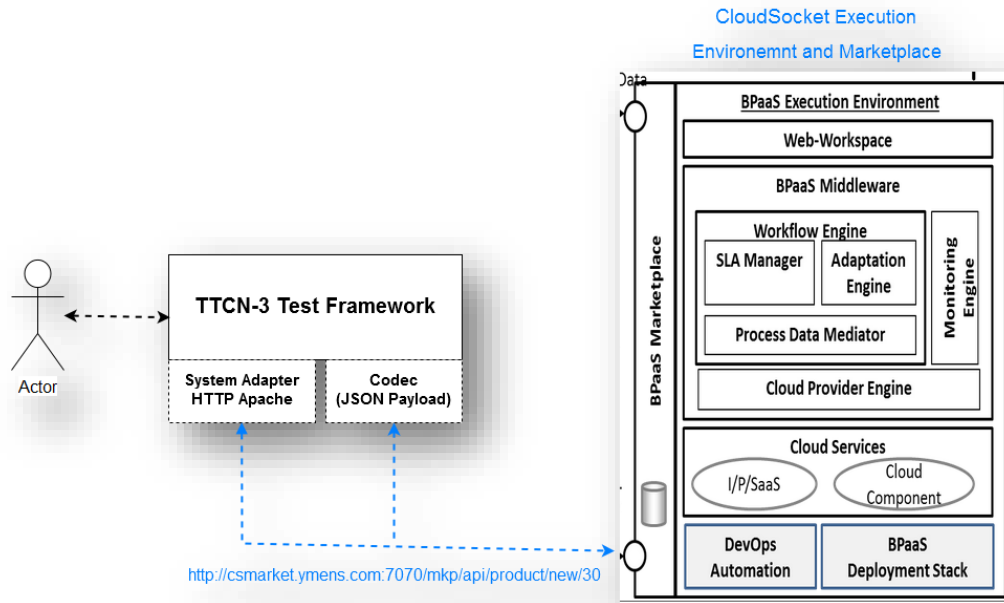 CloudSocket Execution
Environemnt and Marketplace
Data
BPaaS Execution Environment
Web-Workspace
BPaaS Middleware
Workflow Engine
SLA Manager
Adaptation
Engine
Monitoring
Engine
Process Data Mediator
Cloud Provider Engine
BPaaS Marketplace
Cloud Services
I/P/SaaS
Cloud
Component
DevOps
Automation
BPaaS
Deployment Stack
TTCN-3 Test Framework
System Adapter
HTTP Apache
Codec
(JSON Payload)
Actor
http://csmarket.ymens.com:7070/mkp/api/product/new/30